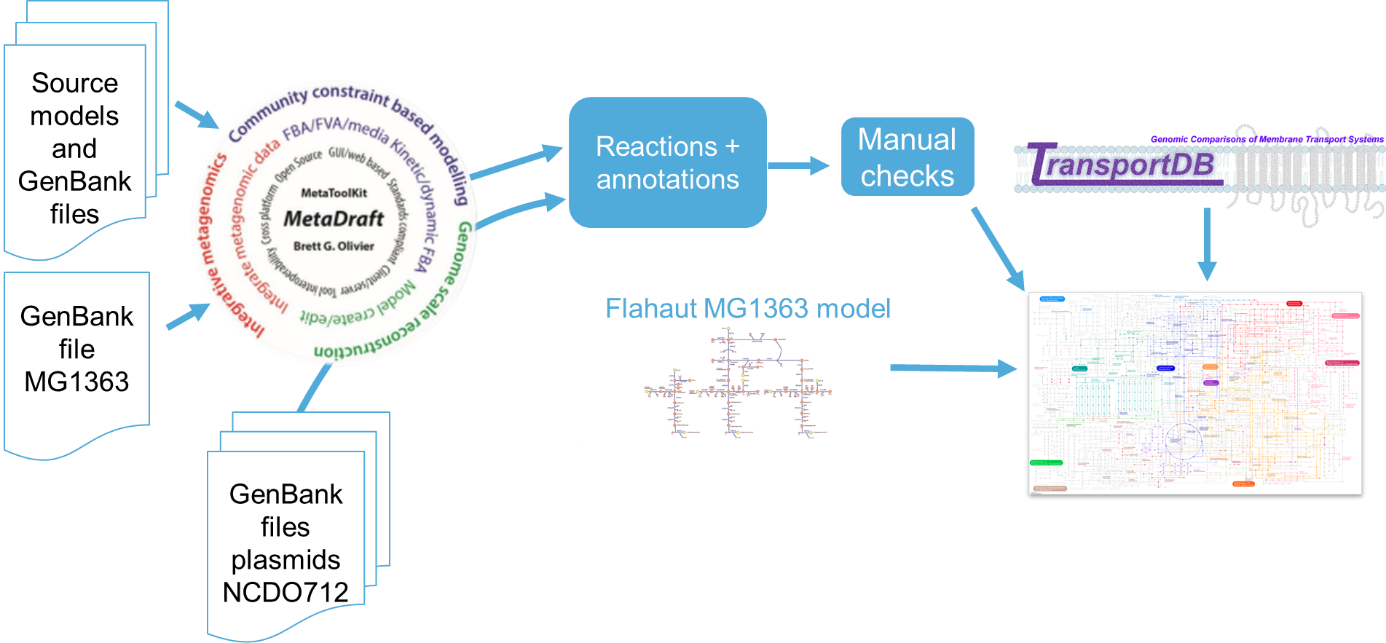 Source
models
and
GenBank
files
GenBank
file
MG1363
GenBank
files
plasmids
NCDO712
Community constraint based modelling
Genome scale reconstruction
Integrative metagenomics
FBA/FVA/media Kinetic/dynamic FBA
Model create/edit
Integrate metagenomic data
Open Source GUI/web based Standards compliant Client/server Tool interoperability Cross platform
MetaToolKit
MetaDraft
Brett G. Olivier
Reactions +
annotations
Manual
checks
Genomic Comparisons of Membrane Transport Systems
TransportDB
Flahaut MG1363 model